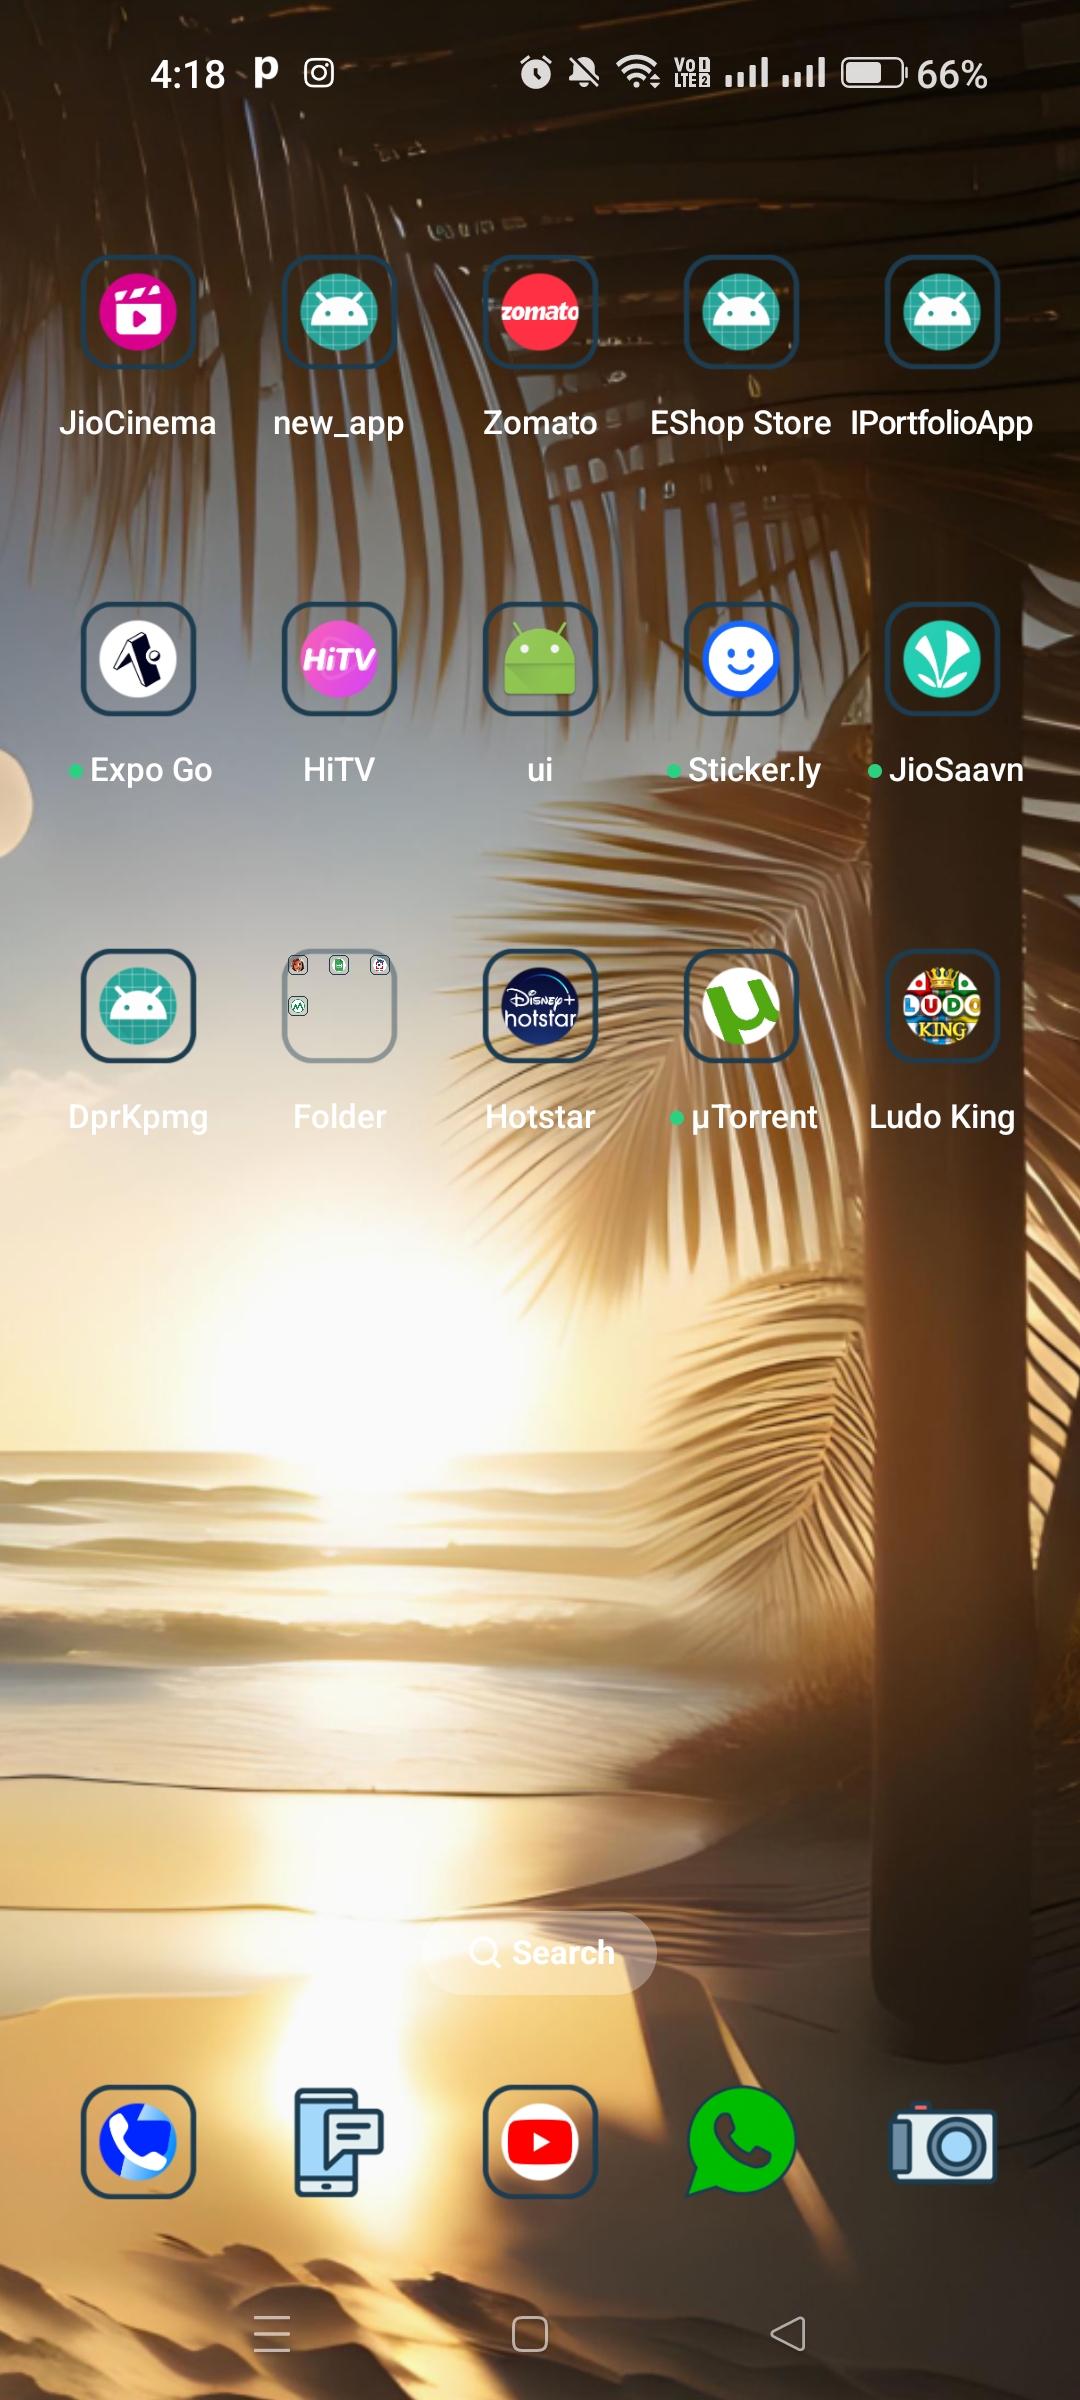 4:18 p VoD LTE2 66%
zomato
JioCinema new_app Zomato EShop Store IPortfolioApp
HiTV
Expo Go HiTV ui Sticker.ly JioSaavn
Disney+ hotstar µ LUDO KING
DprKpmg Folder Hotstar µTorrent Ludo King
Search